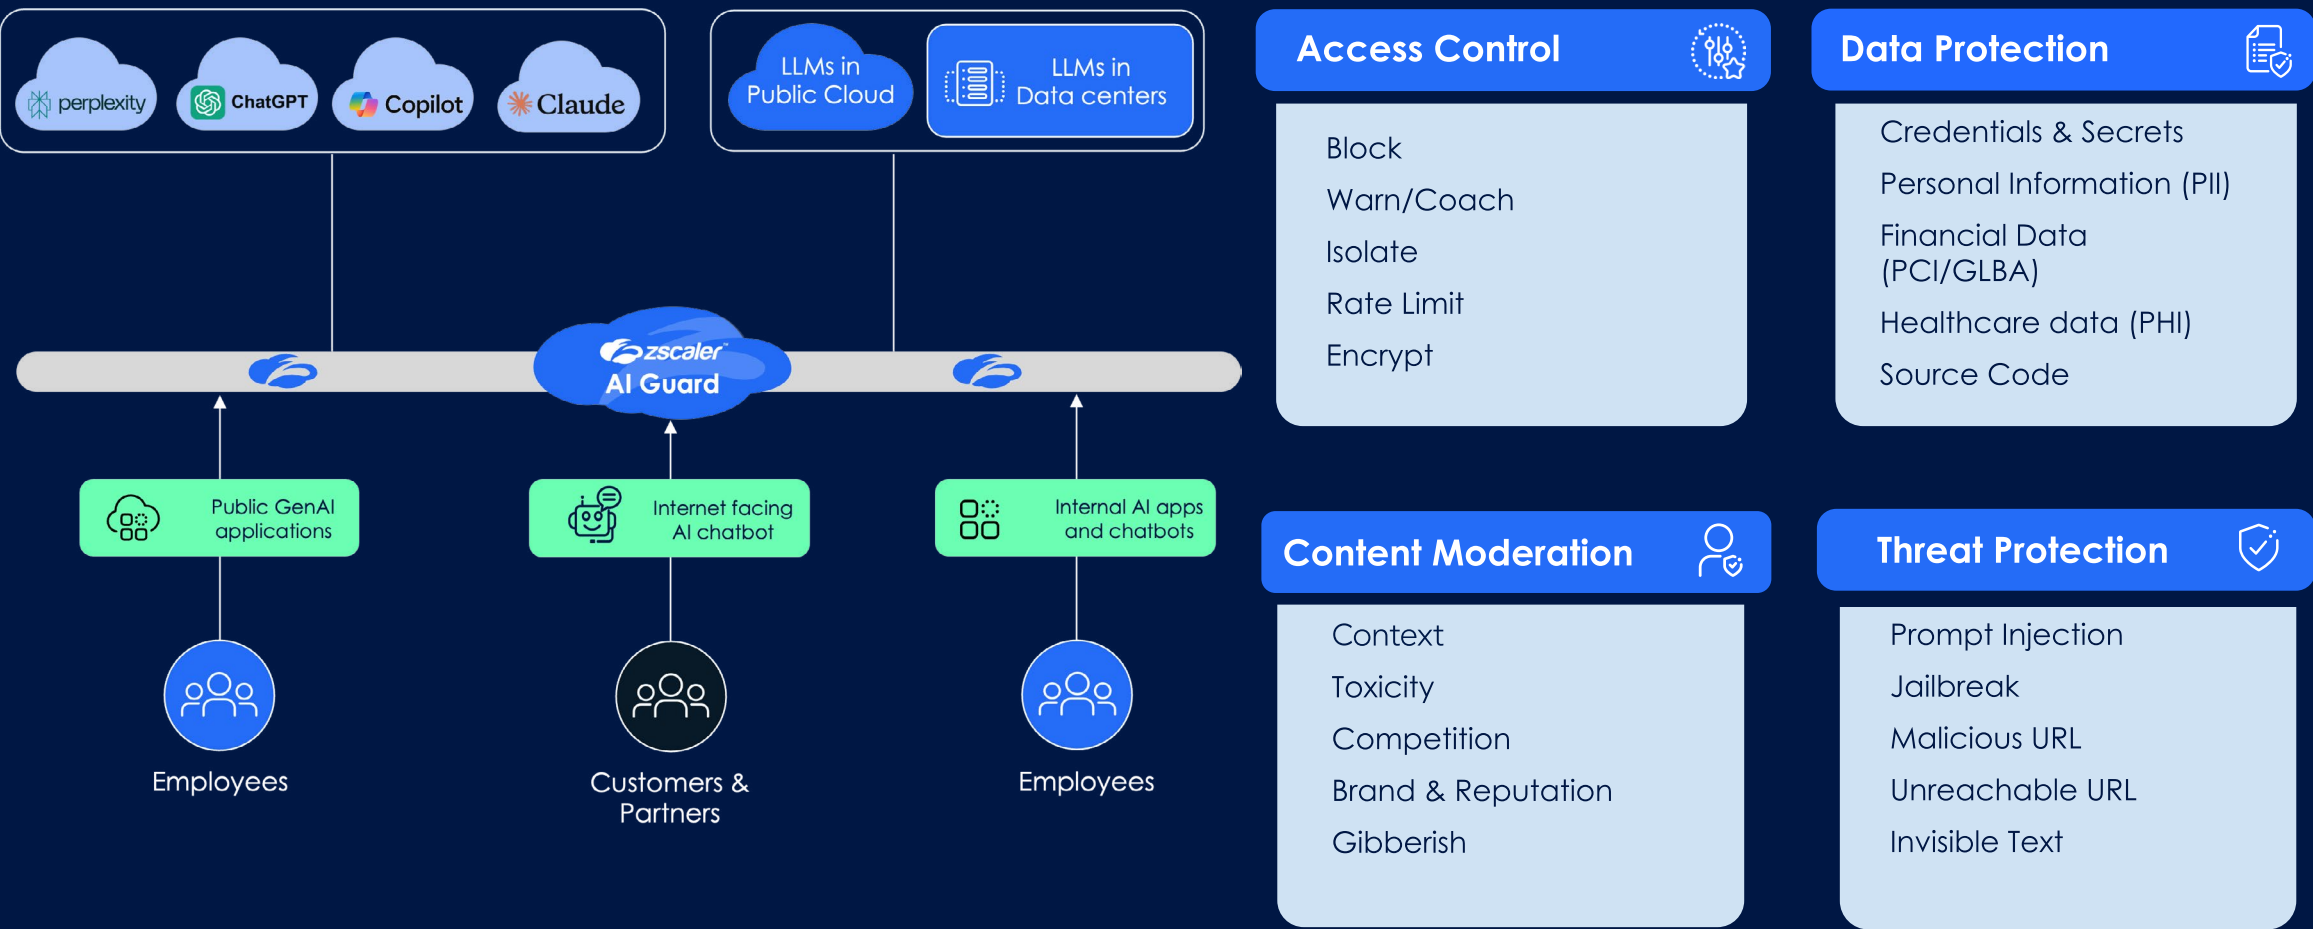 perplexity
ChatGPT
Copilot
Claude
LLMs in
Public Cloud
LLMs in
Data centers
zscaler™
AI Guard
Public GenAI
applications
Internet facing
AI chatbot
Internal AI apps
and chatbots
Employees
Customers &
Partners
Employees
Access Control
Block
Warn/Coach
Isolate
Rate Limit
Encrypt
Data Protection
Credentials & Secrets
Personal Information (PII)
Financial Data
(PCI/GLBA)
Healthcare data (PHI)
Source Code
Content Moderation
Context
Toxicity
Competition
Brand & Reputation
Gibberish
Threat Protection
Prompt Injection
Jailbreak
Malicious URL
Unreachable URL
Invisible Text